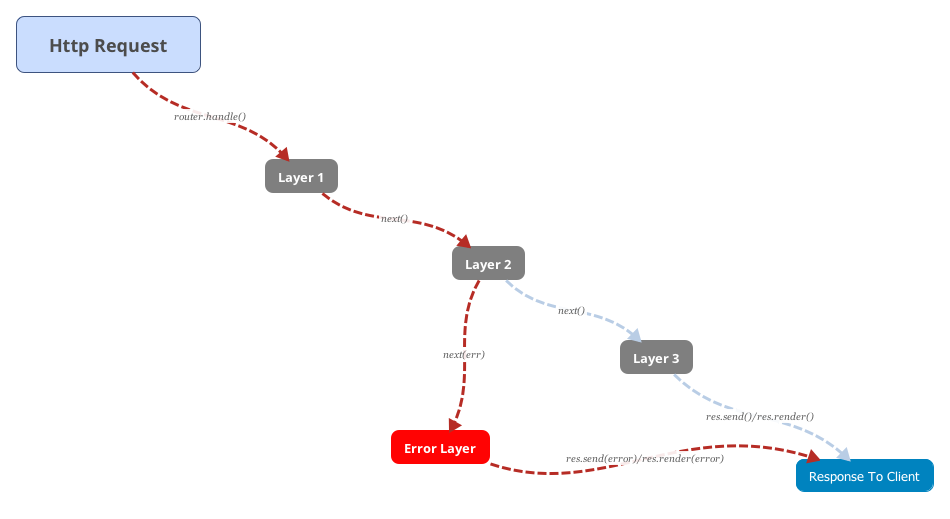 Http Request
router.handle()
Layer 1
next()
Layer 2
next()
next(err)
Layer 3
res.send()/res.render()
Error Layer
res.send(error)/res.render(error)
Response To Client